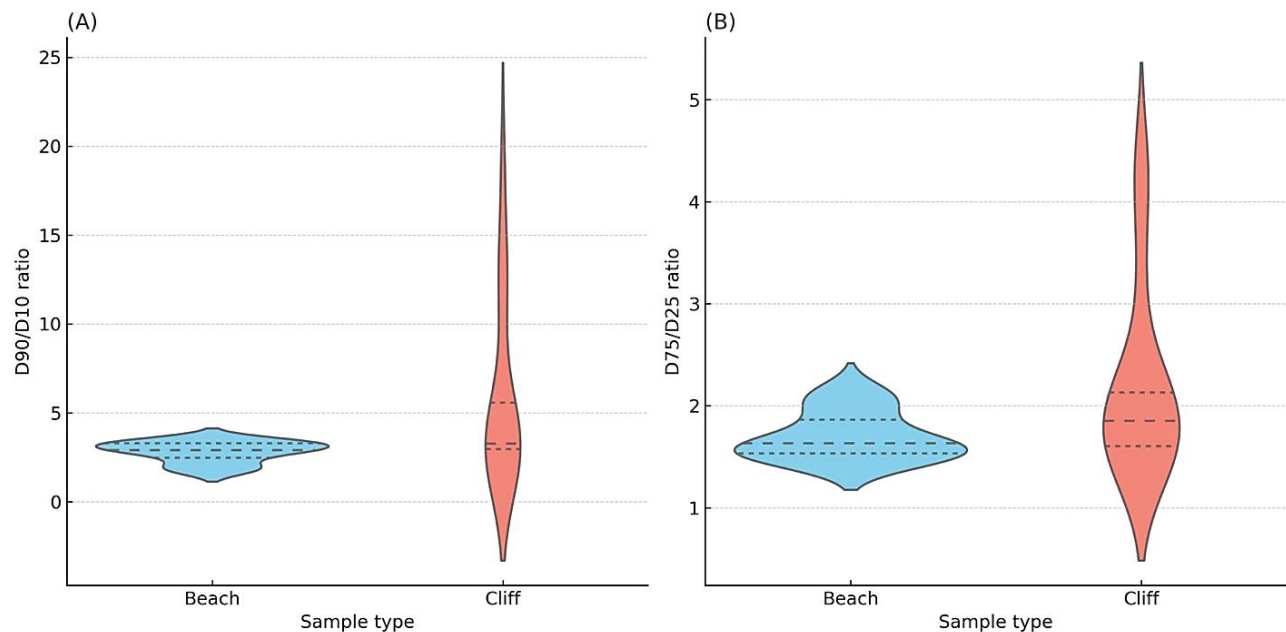 (A)
D90/D10 ratio
25
20
15
10
5
0
Beach
Cliff
Sample type
(B)
D75/D25 ratio
5
4
3
2
1
Beach
Cliff
Sample type